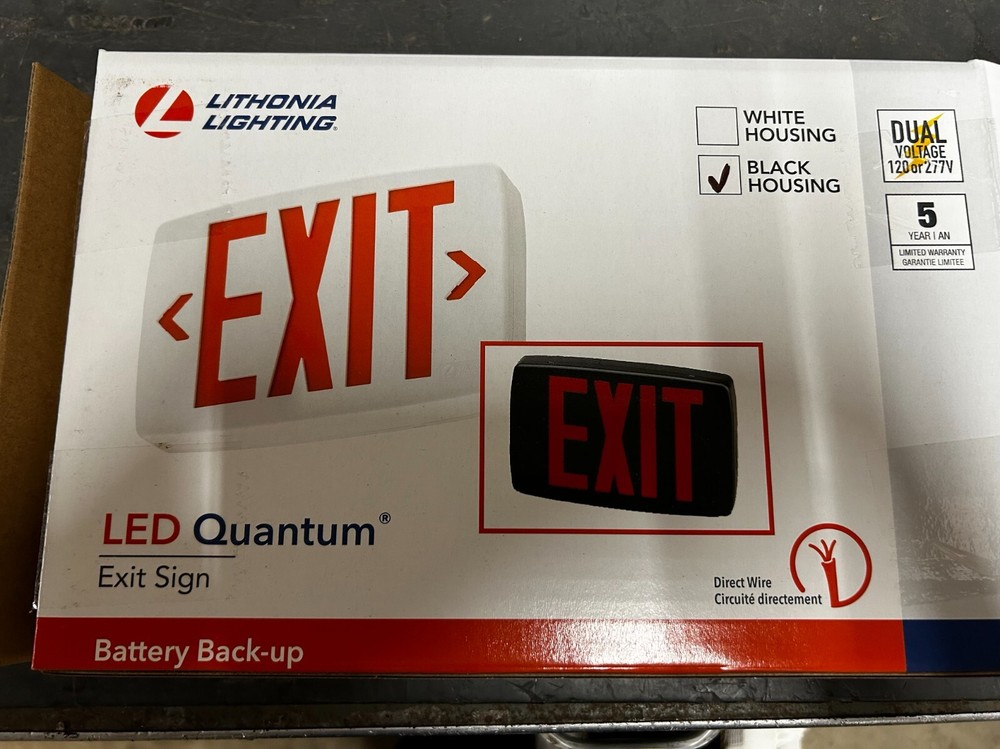 LITHONIA
LIGHTING®
WHITE
HOUSING
BLACK
HOUSING
DUAL
VOLTAGE
120 or 277V
5
YEAR | AN
LIMITED WARRANTY
GARANTIE LIMITEE
EXIT
EXIT
LED Quantum®
Exit Sign
Direct Wire
Circuité directement
Battery Back-up